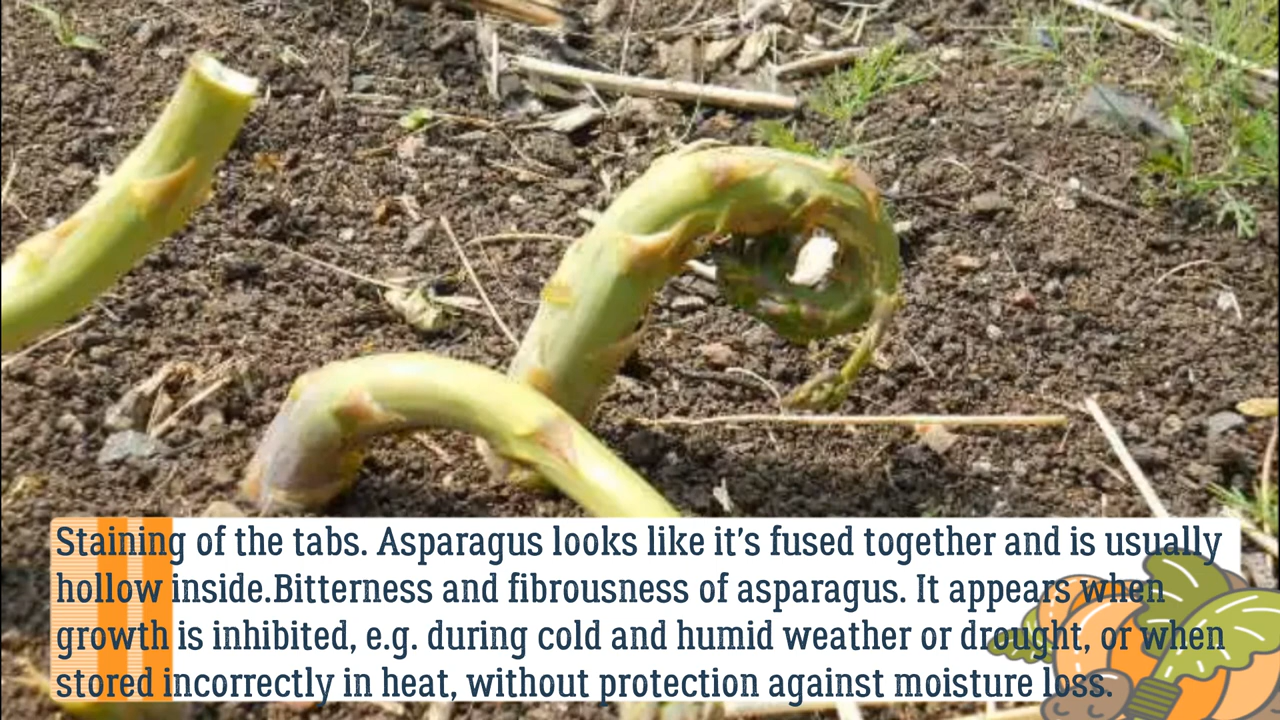 Staining of the tabs. Asparagus looks like it's fused together and is usually
hollow inside.Bitterness and fibrousness of asparagus. It appears when
growth is inhibited, e.g. during cold and humid weather or drought, or when
stored incorrectly in heat, without protection against moisture loss.